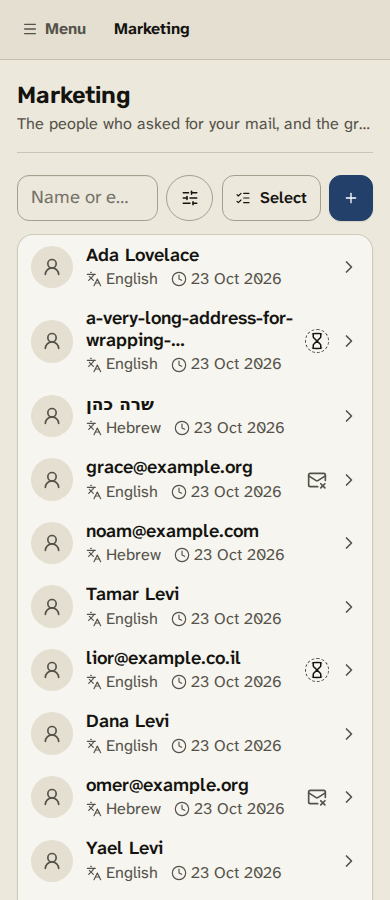 Menu Marketing
Marketing
The people who asked for your mail, and the gr...
Name or e... Select
Ada Lovelace
English 23 Oct 2026
a-very-long-address-for-
wrapping-...
English 23 Oct 2026
שרה כהן
Hebrew 23 Oct 2026
grace@example.org
English 23 Oct 2026
noam@example.com
Hebrew 23 Oct 2026
Tamar Levi
English 23 Oct 2026
lior@example.co.il
English 23 Oct 2026
Dana Levi
English 23 Oct 2026
omer@example.org
Hebrew 23 Oct 2026
Yael Levi
English 23 Oct 2026